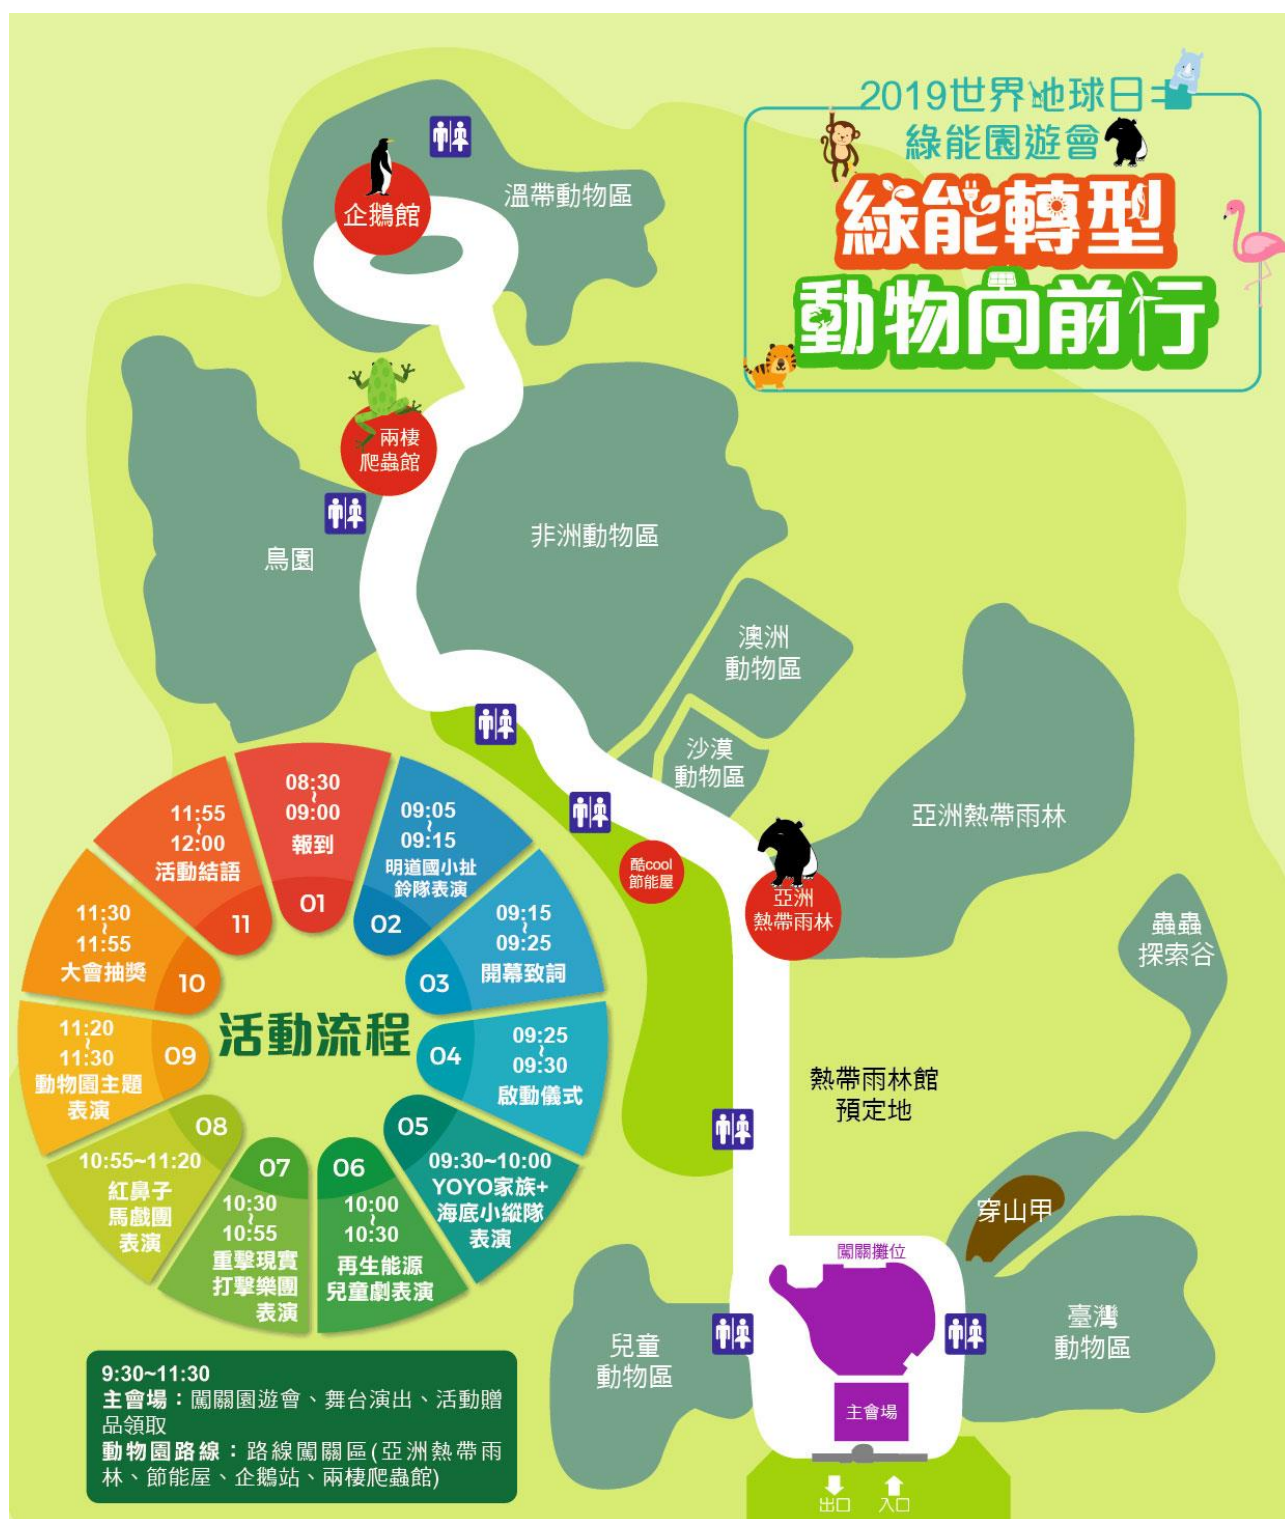 2019世界地球日
綠能園遊會
綠能轉型
動物向前行
溫帶動物區
企鵝館
兩棲
爬蟲館
鳥園
非洲動物區
澳洲
動物區
沙漠
動物區
亞洲熱帶雨林
酷cool
節能屋
亞洲
熱帶雨林
蟲蟲
探索谷
熱帶雨林館
預定地
穿山甲
闖關攤位
臺灣
動物區
兒童
動物區
主會場
出口
入口
活動流程
08:30
~
09:00
報到
01
09:05
~
09:15
明道國小扯
鈴隊表演
02
09:15
~
09:25
開幕致詞
03
09:25
~
09:30
啟動儀式
04
05
09:30~10:00
YOYO家族+
海底小縱隊
表演
06
10:00
~
10:30
再生能源
兒童劇表演
07
10:30
~
10:55
重擊現實
打擊樂團
表演
08
10:55~11:20
紅鼻子
馬戲團
表演
09
11:20
~
11:30
動物園主題
表演
10
11:30
~
11:55
大會抽獎
11
11:55
~
12:00
活動結語
9:30~11:30
主會場：闖關園遊會、舞台演出、活動贈
品領取
動物園路線：路線闖關區(亞洲熱帶雨
林、節能屋、企鵝站、兩棲爬蟲館)